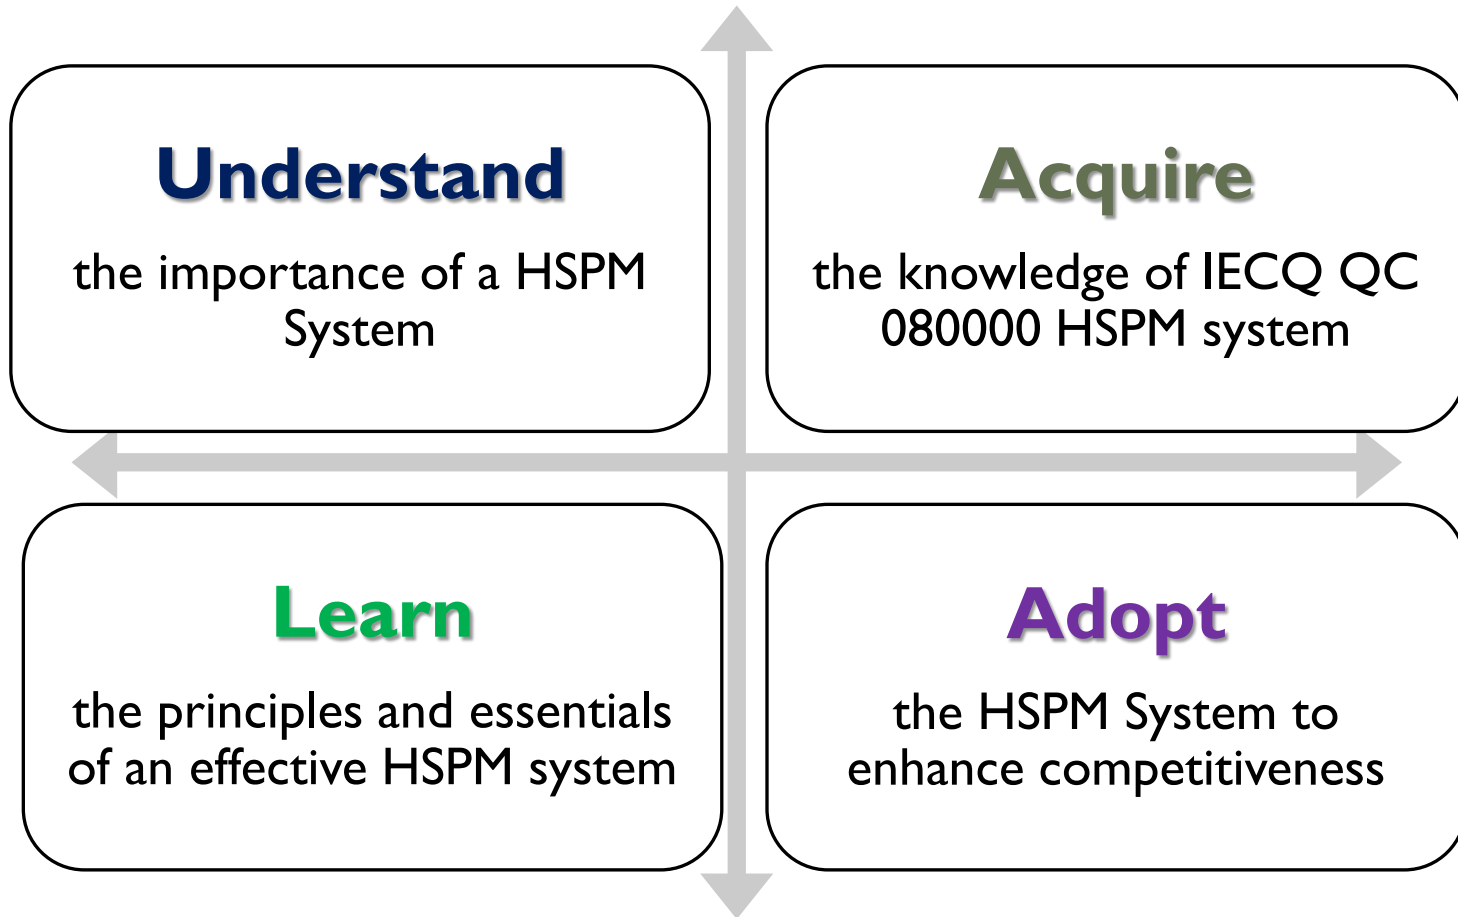 Understand
the importance of a HSPM
System
Acquire
the knowledge of IECQ QC
080000 HSPM system
Learn
the principles and essentials
of an effective HSPM system
Adopt
the HSPM System to
enhance competitiveness